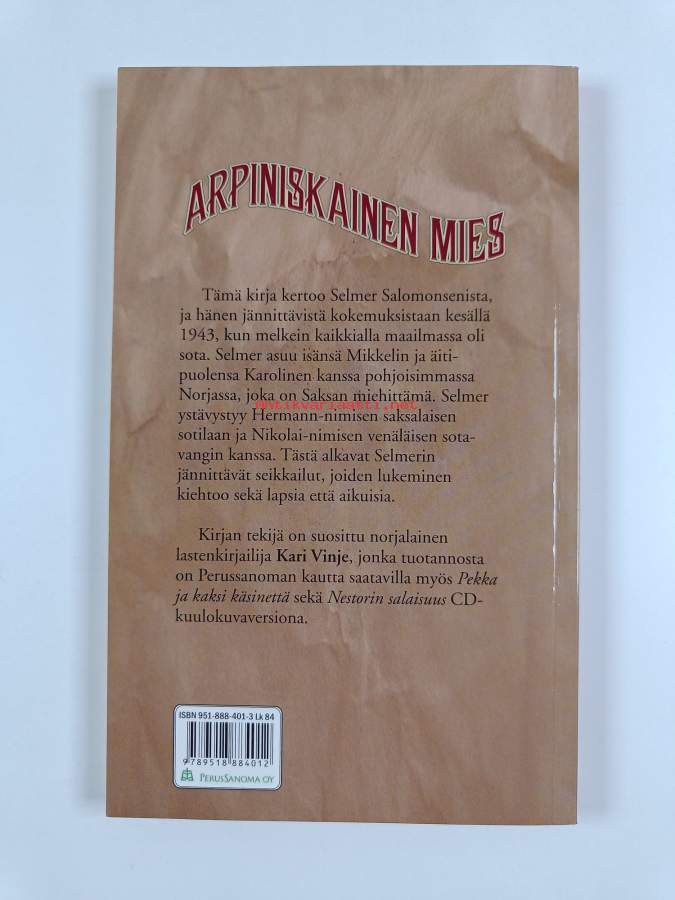 ARPINISKAINEN MIES
Tämä kirja kertoo Selmer Salomonsenista,
ja hänen jännittävistä kokemuksistaan kesällä
1943, kun melkein kaikkialla maailmassa oli
sota. Selmer asuu isänsä Mikkelin ja äiti-
puolensa Karolinen kanssa pohjoisimmassa
Norjassa, joka on Saksan miehittämä. Selmer
antikvariaatti.net
ystävystyy Hermann-nimisen saksalaisen
sotilaan ja Nikolai-nimisen venäläisen sota-
vangin kanssa. Tästä alkavat Selmerin
jännittävät seikkailut, joiden lukeminen
kiehtoo sekä lapsia että aikuisia.
Kirjan tekijä on suosittu norjalainen
lastenkirjailija Kari Vinje, jonka tuotannosta
on Perussanoman kautta saatavilla myös Pekka
ja kaksi käsinettä sekä Nestorin salaisuus CD-
kuulokuvaversiona.
ISBN 951-888-401-3 Lk 84
9789518884012
PERUSSANOMA OY